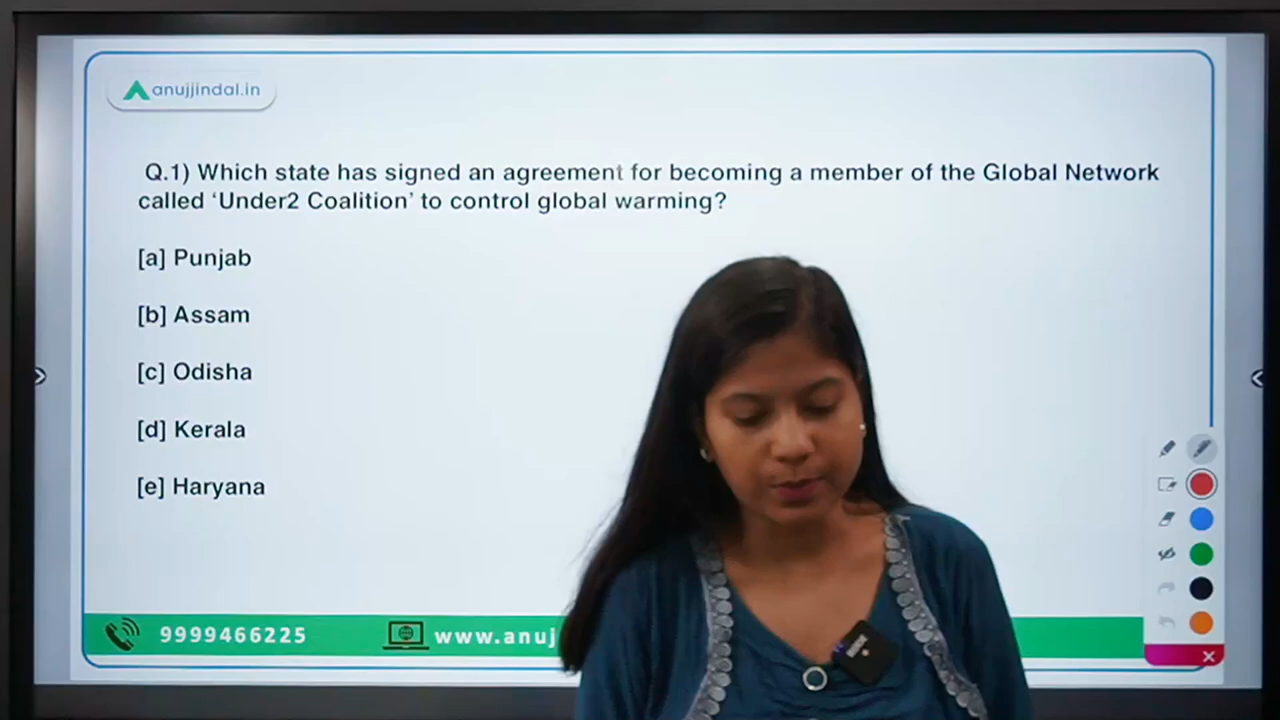 anujjindal.in
Q.1) Which state has signed an agreement for becoming a member of the Global Network
called ‘Under2 Coalition’ to control global warming?
[a] Punjab
[b] Assam
[c] Odisha
[d] Kerala
[e] Haryana
9999466225 www.anuj